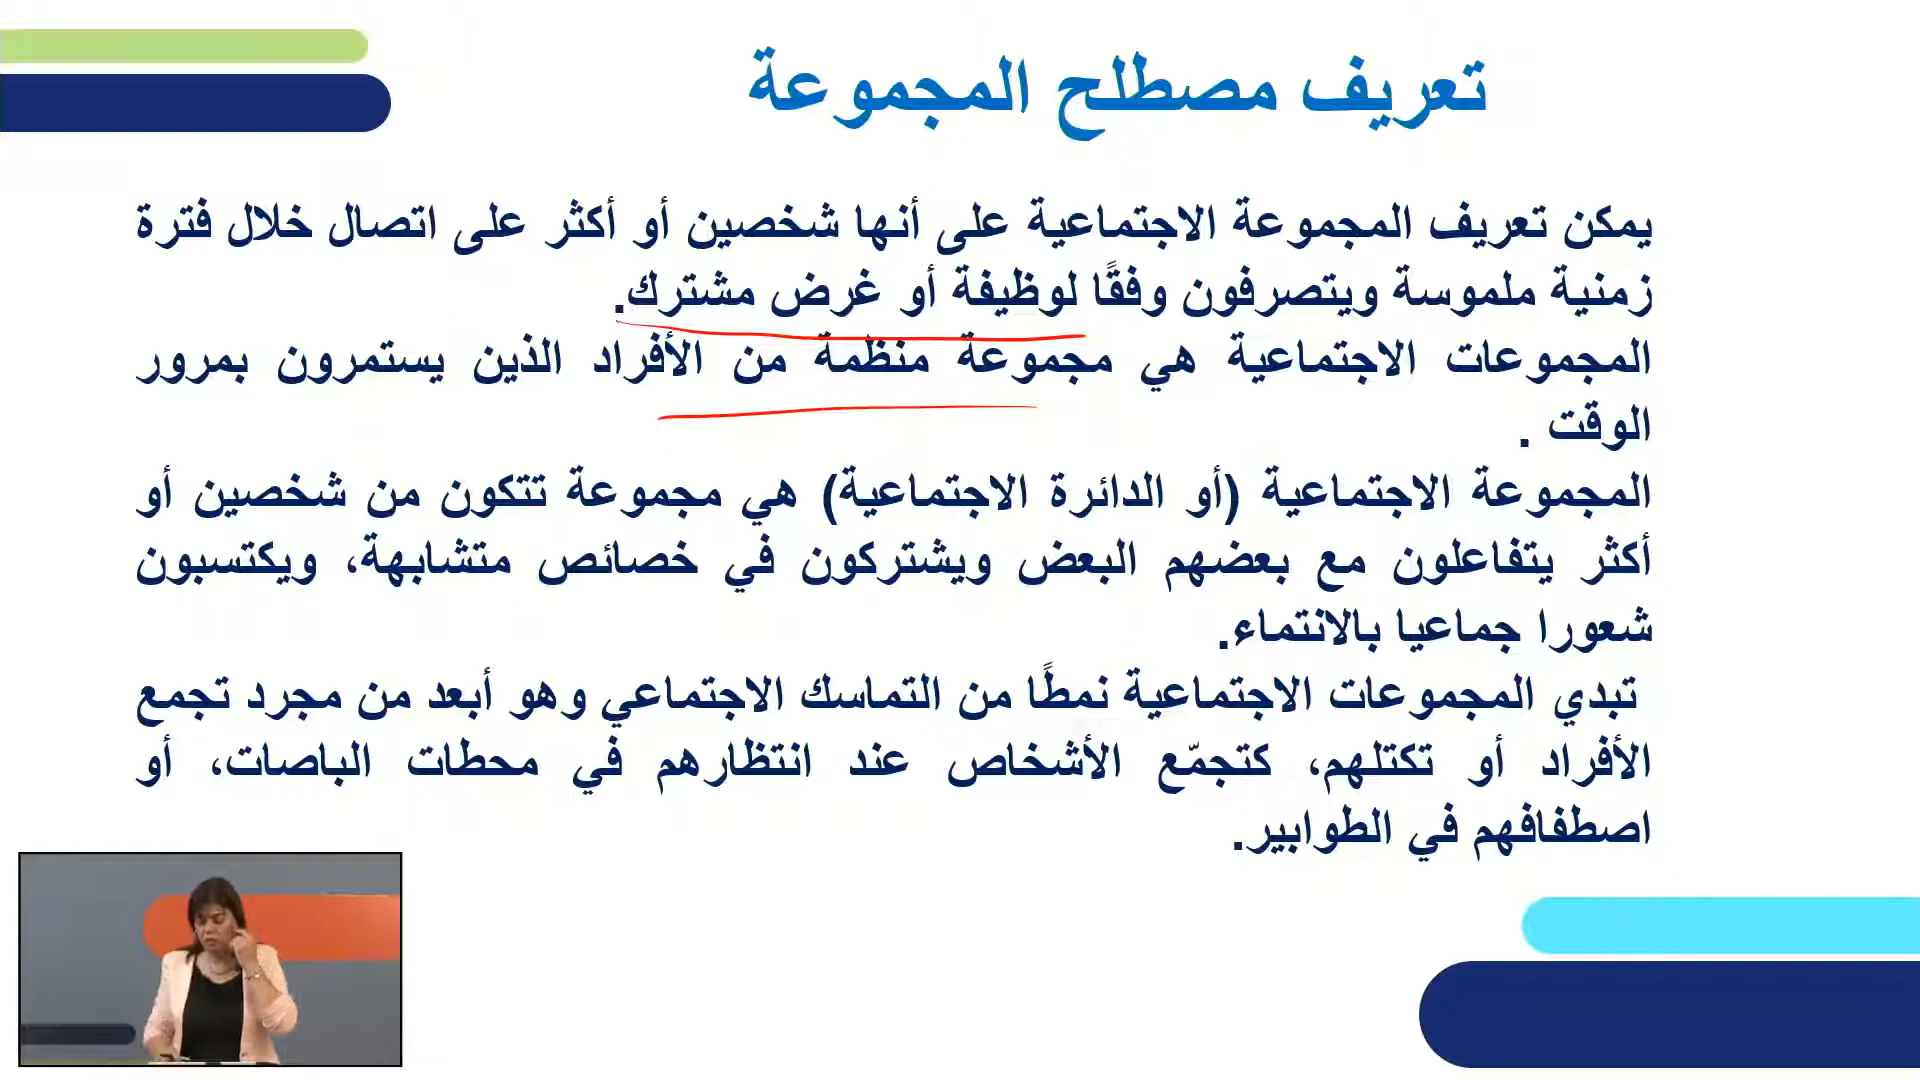 تعريف مصطلح المجموعة
يمكن تعريف المجموعة الاجتماعية على أنها شخصين أو أكثر على اتصال خلال فترة
زمنية ملموسة ويتصرفون وفقًا لوظيفة أو غرض مشترك.
المجموعات الاجتماعية هي مجموعة منظمة من الأفراد الذين يستمرون بمرور
الوقت .
المجموعة الاجتماعية (أو الدائرة الاجتماعية) هي مجموعة تتكون من شخصين أو
أكثر يتفاعلون مع بعضهم البعض ويشتركون في خصائص متشابهة، ويكتسبون
شعورا جماعيا بالانتماء.
تبدي المجموعات الاجتماعية نمطًا من التماسك الاجتماعي وهو أبعد من مجرد تجمع
الأفراد أو تكتلهم، كتجمّع الأشخاص عند انتظارهم في محطات الباصات، أو
اصطفافهم في الطوابير.